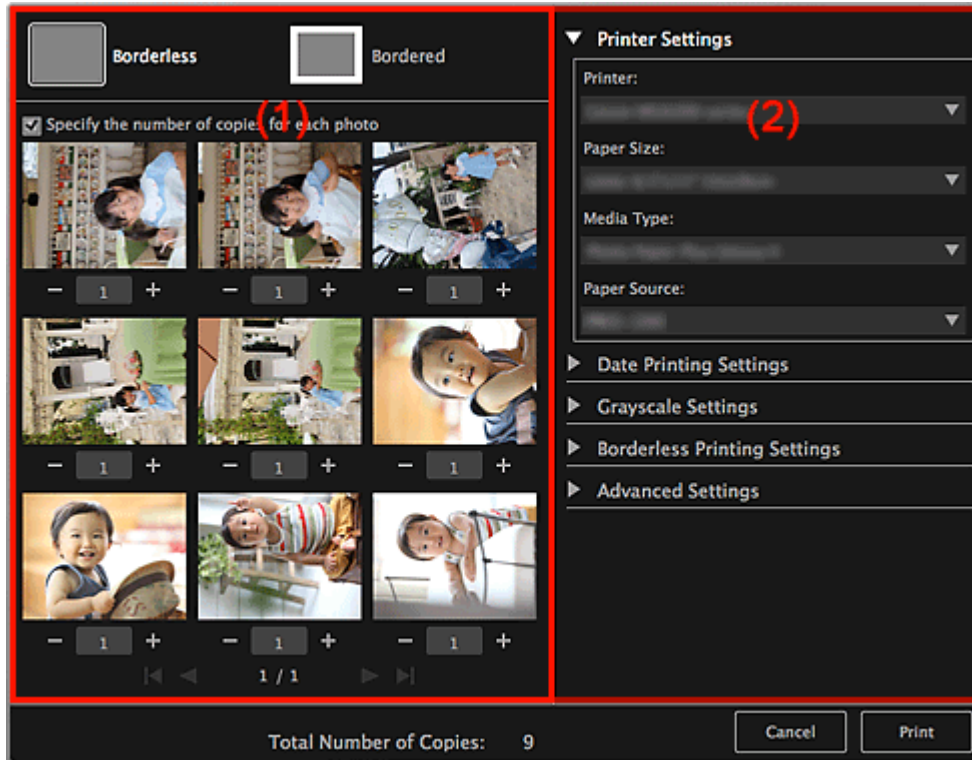 Borderless
Bordered
(1)
Specify the number of copies for each photo
− 1 + − 1 + − 1 +
− 1 + − 1 + − 1 +
− 1 + − 1 + − 1 +
1 / 1
Printer Settings
Printer:
(2)
Paper Size:
Media Type:
Paper Source:
Date Printing Settings
Grayscale Settings
Borderless Printing Settings
Advanced Settings
Total Number of Copies: 9
Cancel
Print